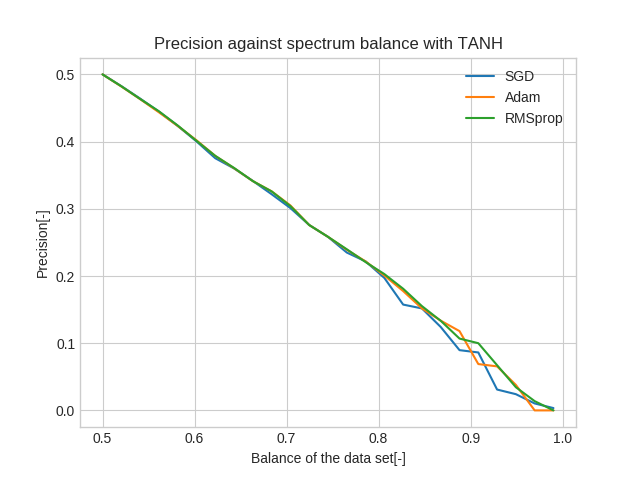 Precision against spectrum balance with TANH
SGD
Adam
RMSprop
Precision[-]
0.5
0.4
0.3
0.2
0.1
0.0
0.5 0.6 0.7 0.8 0.9 1.0
Balance of the data set[-]